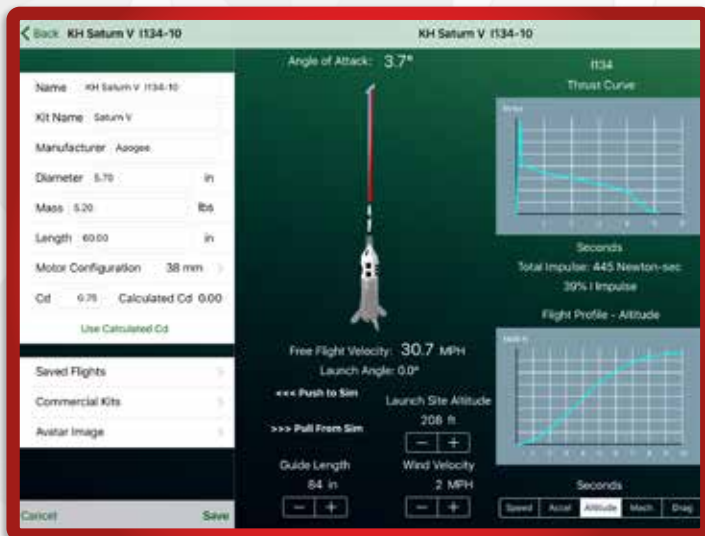 Back KH Saturn V I134-10
KH Saturn V I134-10
Name KH Saturn V I134-10
Kit Name Saturn V
Manufacturer Apogee
Diameter 5.70 in
Mass 5.20 lbs
Length 60.00 in
Motor Configuration 38 mm
Cd 0.75 Calculated Cd 0.00
Use Calculated Cd
Saved Flights
Commercial Kits
Avatar Image
Cancel Save
Angle of Attack: 3.7°
Free Flight Velocity: 30.7 MPH
Launch Angle: 0.0°
<<< Push to Sim
>>> Pull From Sim
Launch Site Altitude
208 ft
- +
Guide Length
84 in
- +
Wind Velocity
2 MPH
- +
I134
Thrust Curve
Seconds
Total Impulse: 445 Newton-sec
39% I Impulse
Flight Profile - Altitude
Seconds
Speed Accel Altitude Mach Drag